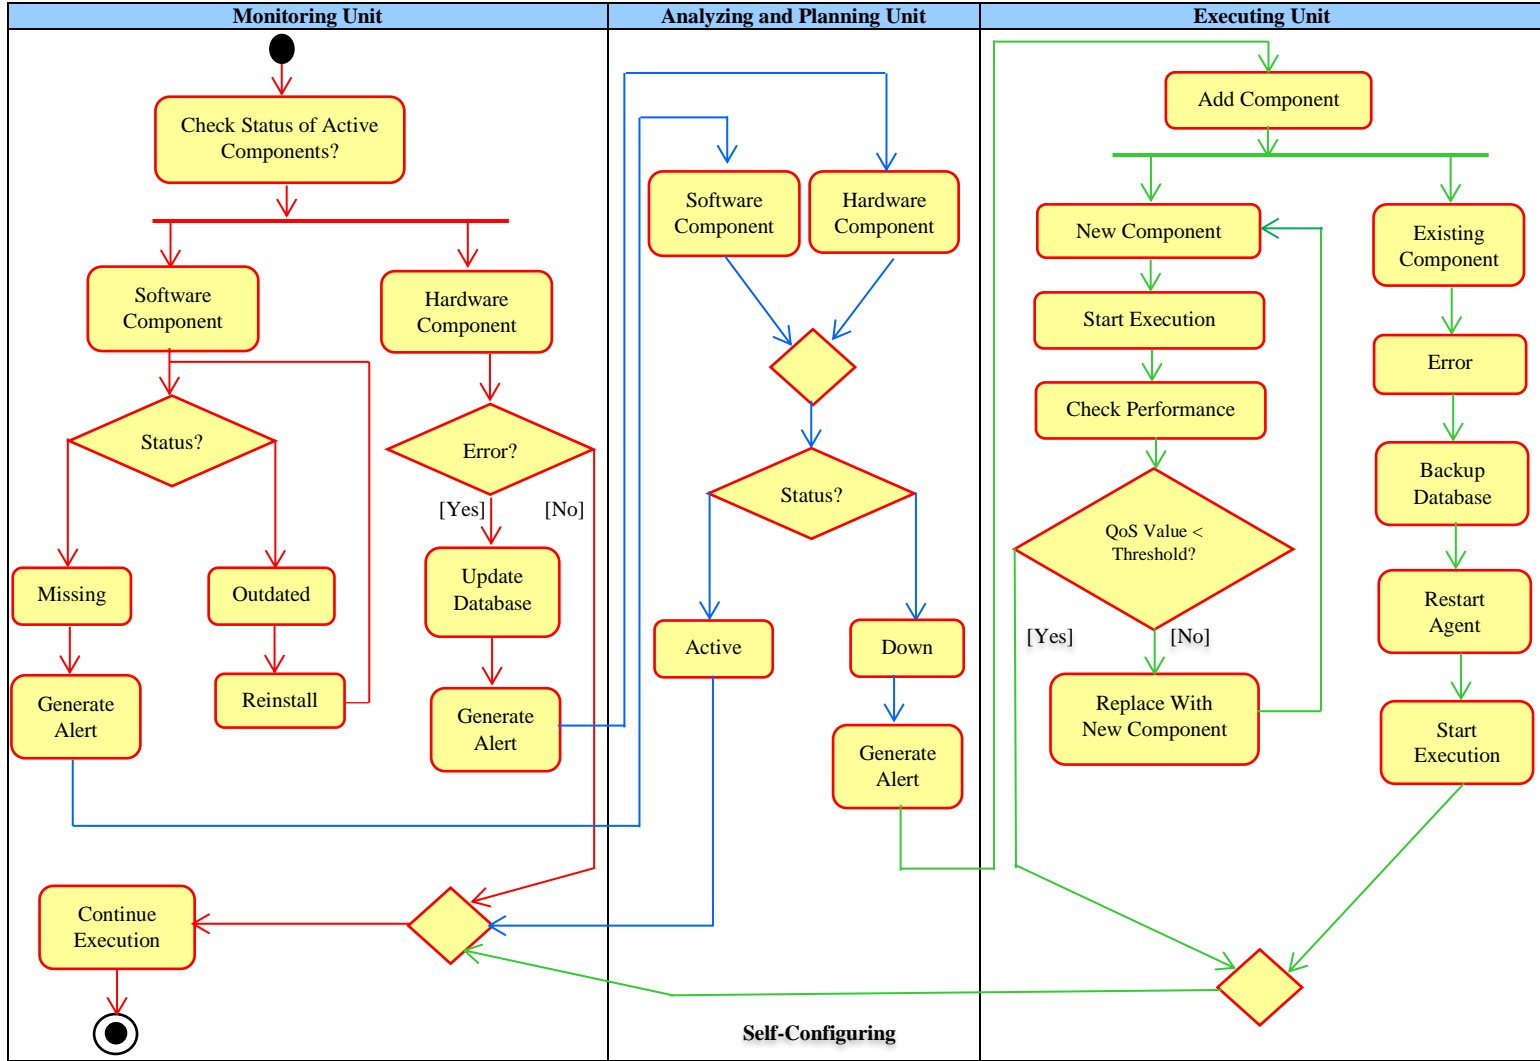 Monitoring Unit
Analyzing and Planning Unit
Executing Unit
Check Status of Active
Components?
Software
Component
Hardware
Component
Status?
Error?
[Yes]
[No]
Missing
Outdated
Update
Database
Generate
Alert
Reinstall
Generate
Alert
Continue
Execution
Software
Component
Hardware
Component
Status?
Active
Down
Generate
Alert
Self-Configuring
Add Component
New Component
Existing
Component
Start Execution
Error
Check Performance
Backup
Database
QoS Value <
Threshold?
[Yes]
[No]
Restart
Agent
Replace With
New Component
Start
Execution